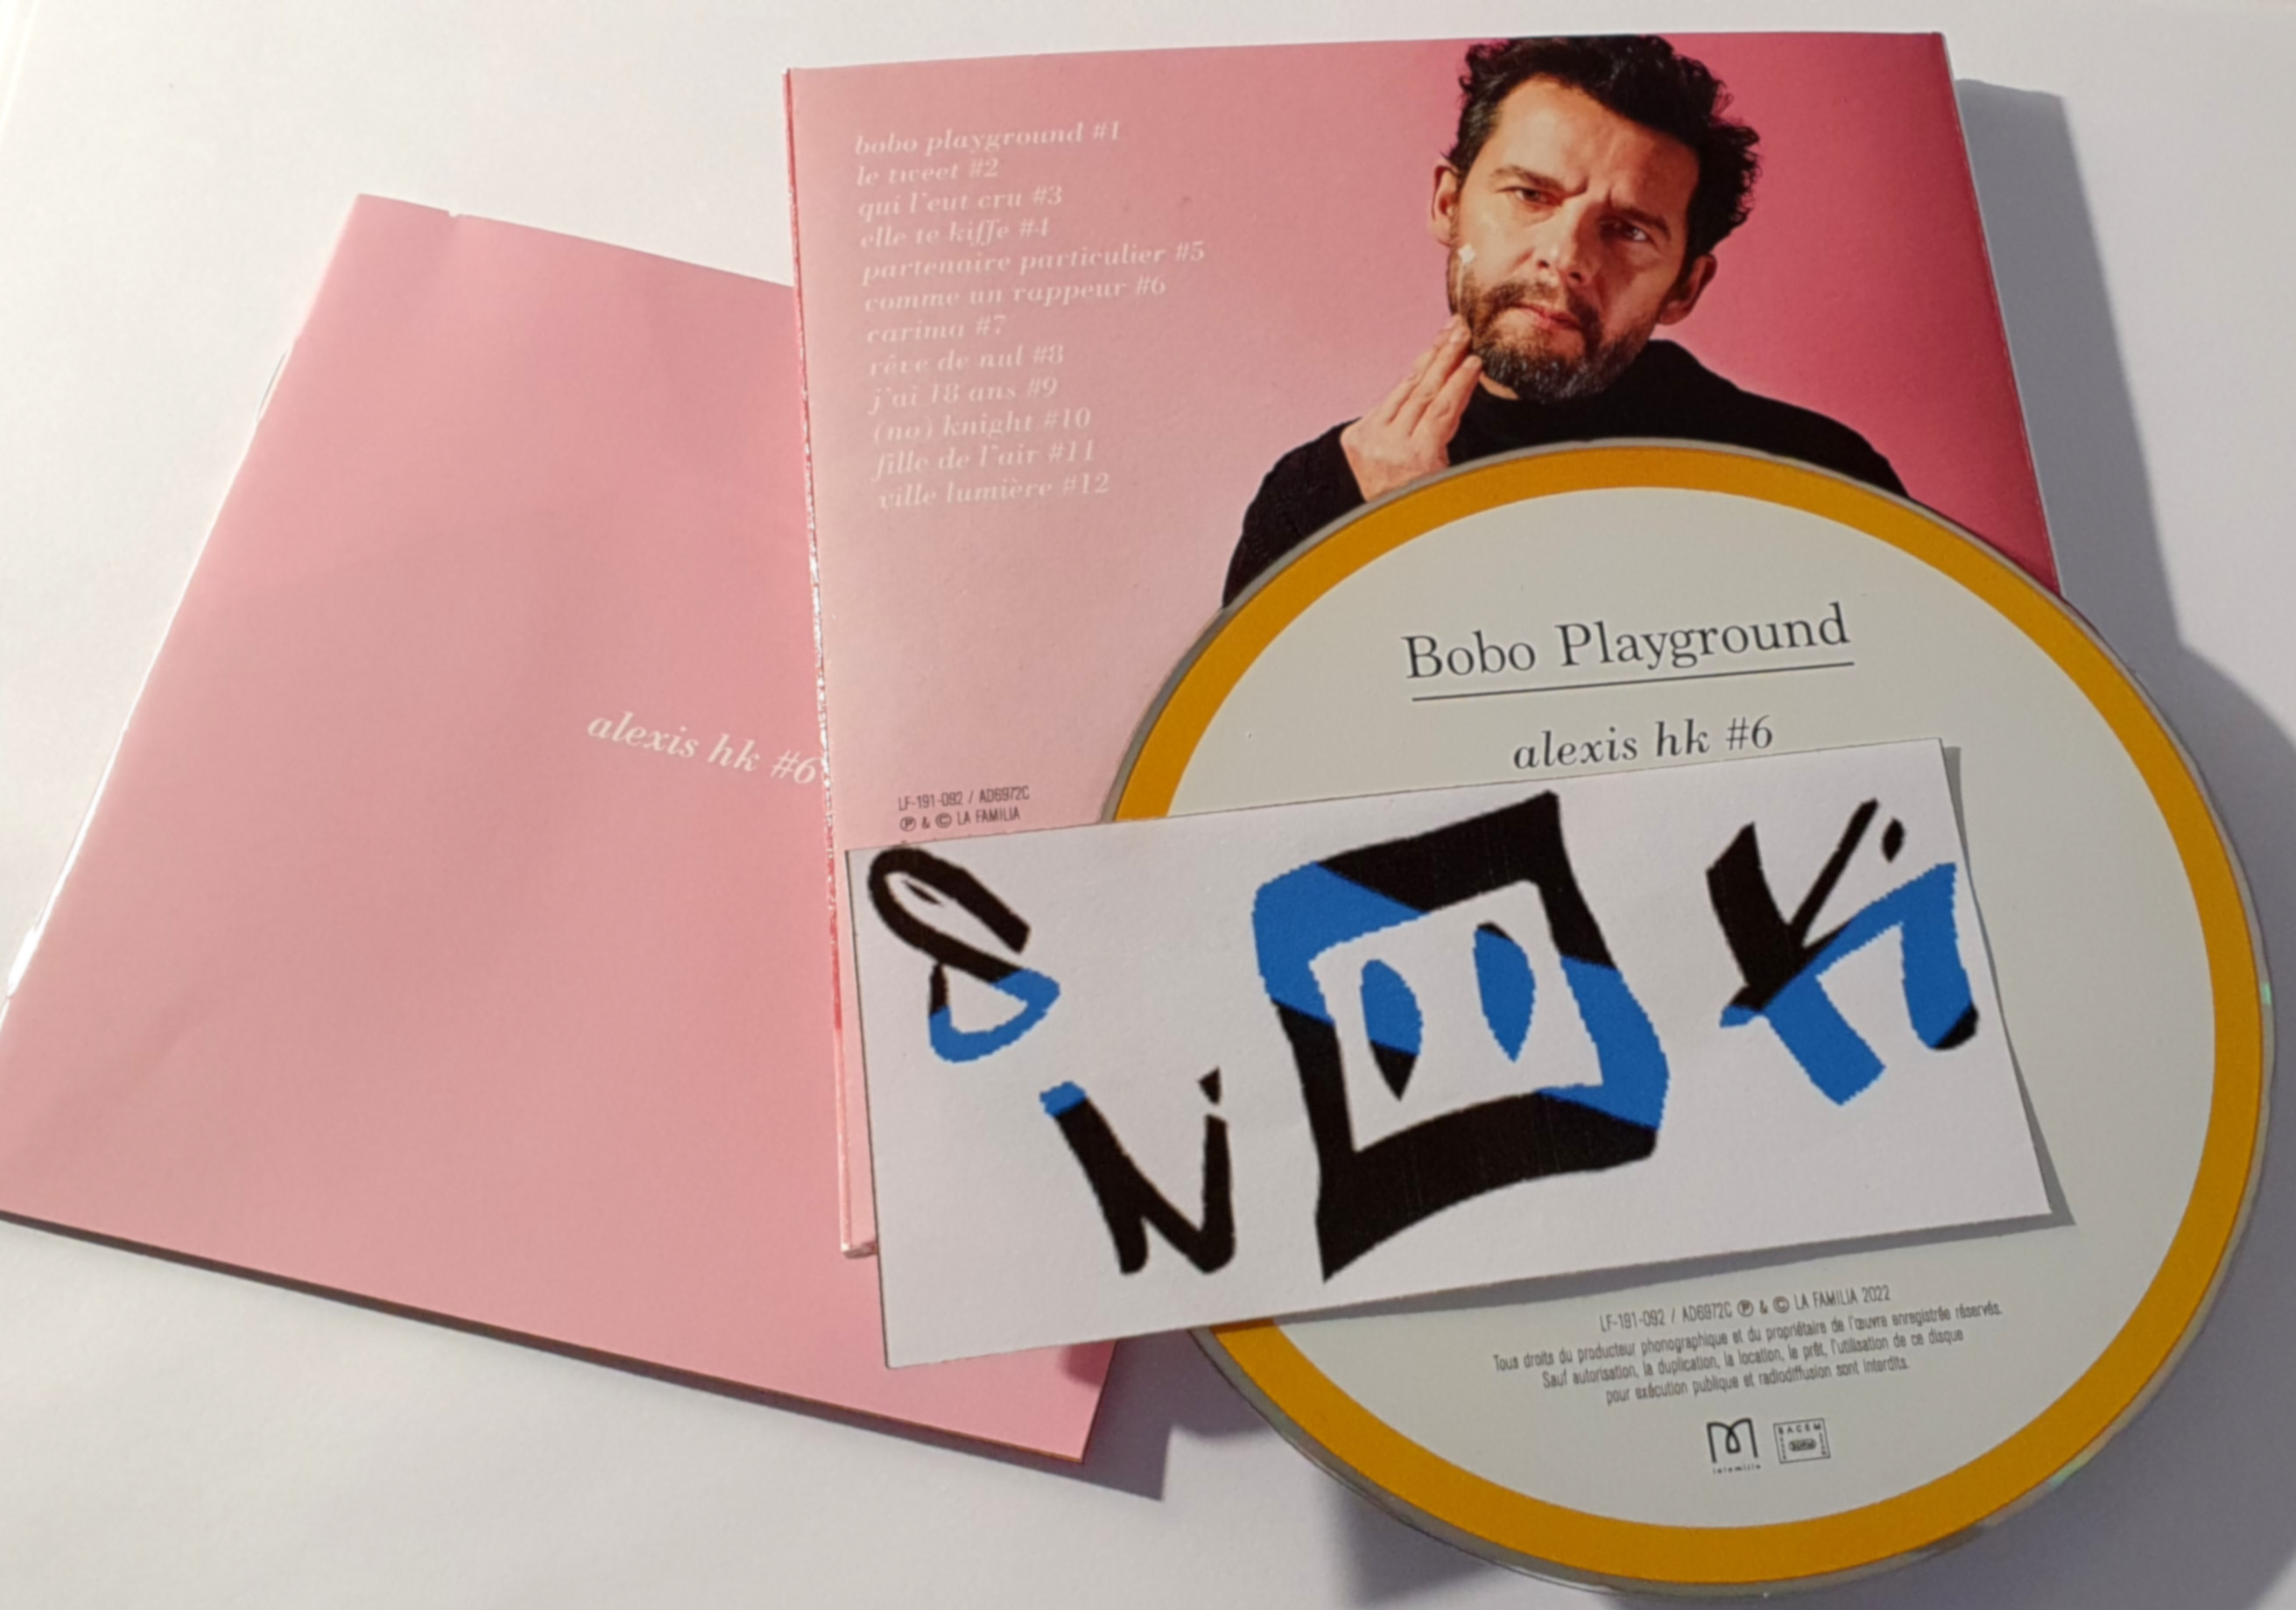 bobo playground #1
le tweet #2
qui l'eut cru #3
elle te kiffe #4
partenaire particulier #5
comme un rappeur #6
carima #7
rêve de nul #8
j'ai 18 ans #9
(no) knight #10
fille de l'air #11
ville lumière #12
alexis hk #6
LF-191-092 / AD6972C
Ⓟ & © LA FAMILIA
Bobo Playground
alexis hk #6
LF-191-092 / AD6972C Ⓟ & © LA FAMILIA 2022
Tous droits du producteur phonographique et du propriétaire de l'œuvre enregistrée réservés.
Sauf autorisation, la duplication, la location, le prêt, l'utilisation de ce disque
pour exécution publique et radiodiffusion sont interdits.
lafamilia
SACEM